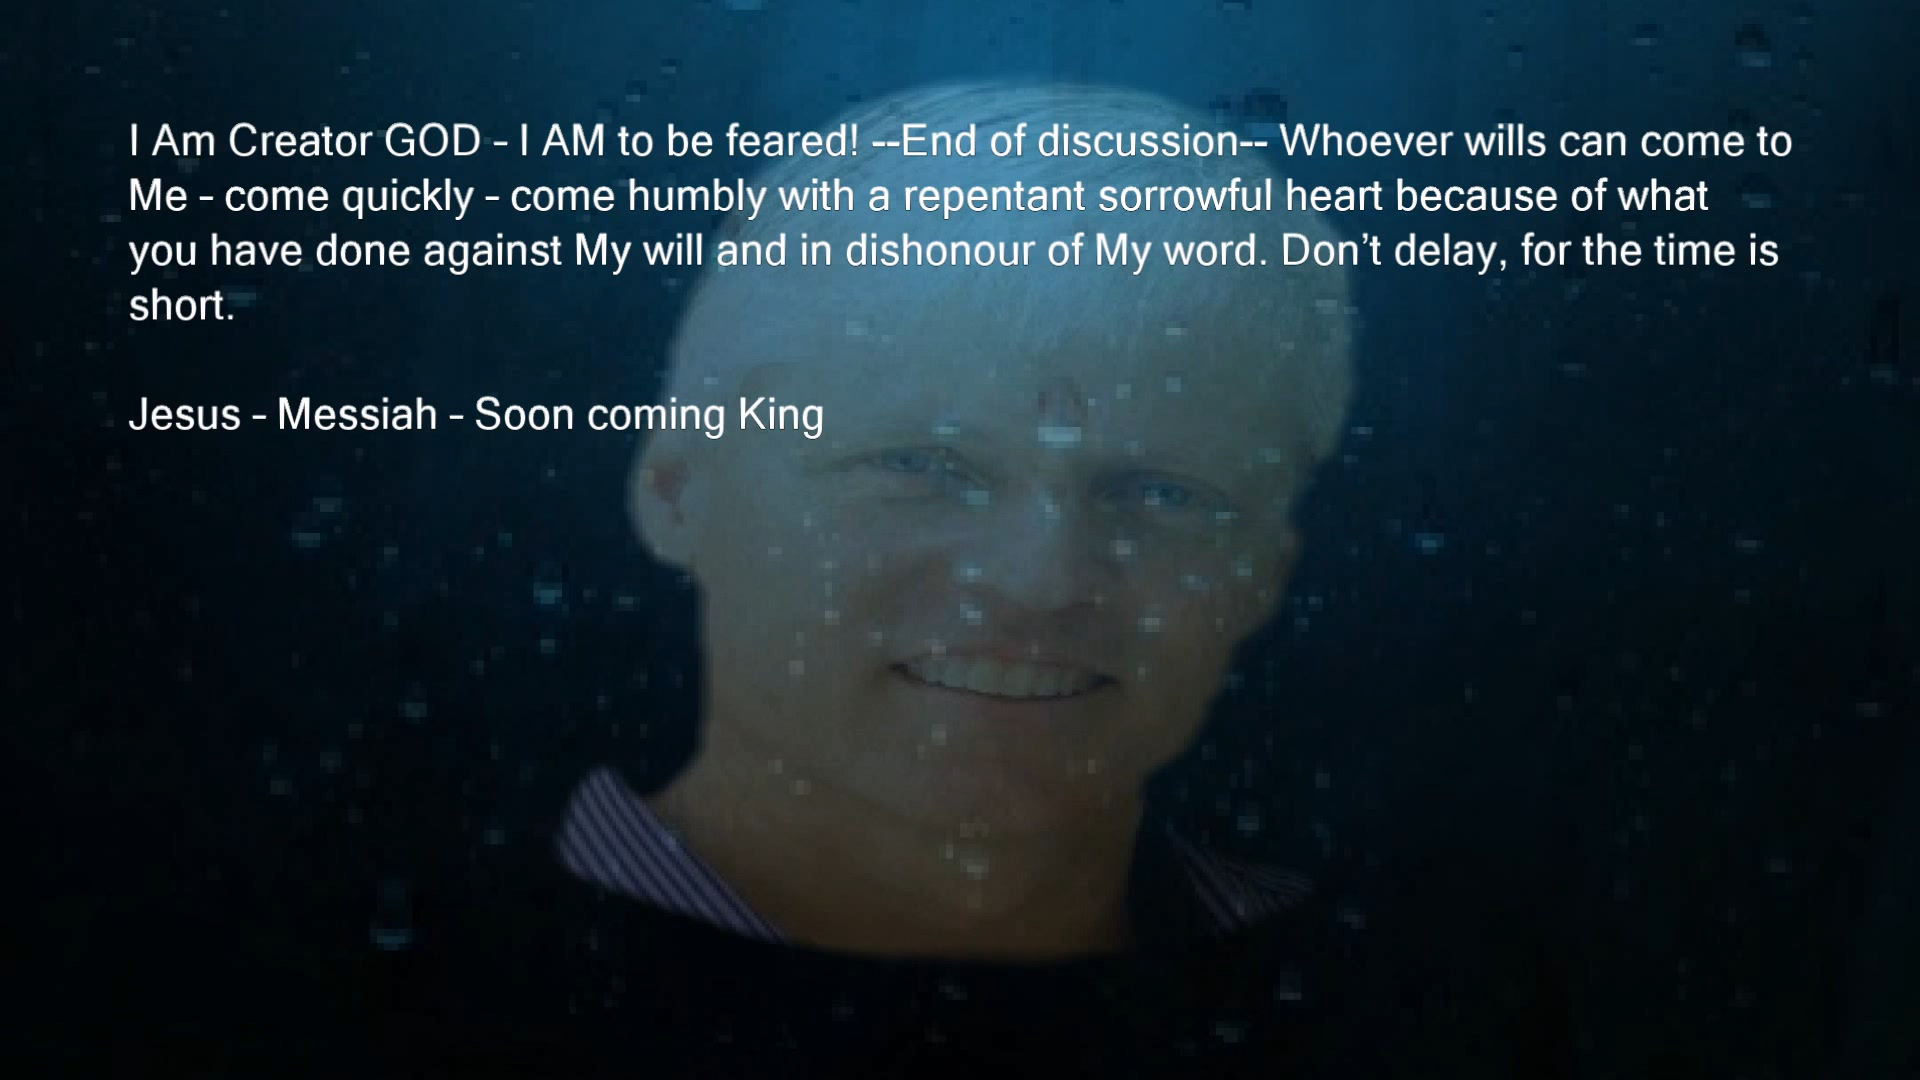 I Am Creator GOD – I AM to be feared! --End of discussion-- Whoever wills can come to
Me – come quickly – come humbly with a repentant sorrowful heart because of what
you have done against My will and in dishonour of My word. Don’t delay, for the time is
short.
Jesus – Messiah – Soon coming King